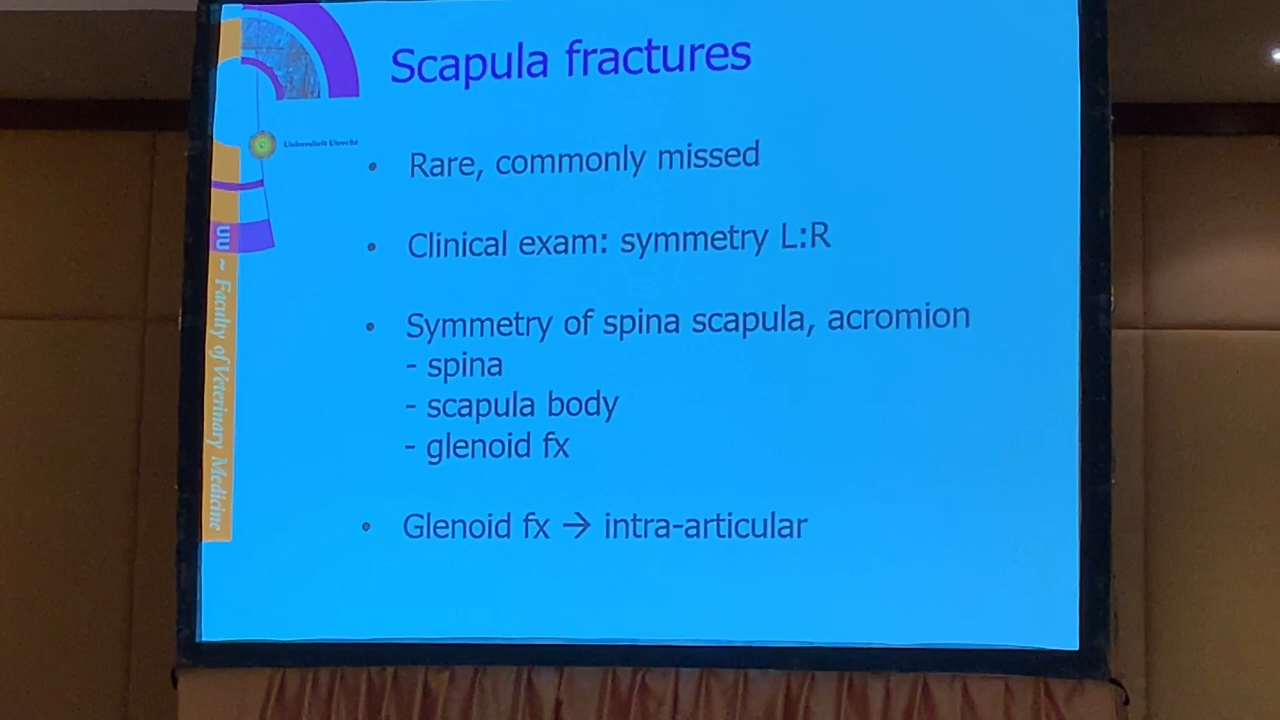 Scapula fractures
Universiteit Utrecht
• Rare, commonly missed
• Clinical exam: symmetry L:R
• Symmetry of spina scapula, acromion
- spina
- scapula body
- glenoid fx
• Glenoid fx → intra-articular
UU ~ Faculty of Veterinary Medicine